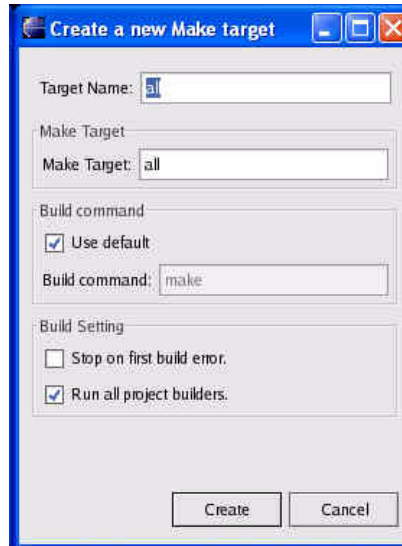 Create a new Make target
Target Name: all
Make Target
Make Target: all
Build command
Use default
Build command: make
Build Setting
Stop on first build error.
Run all project builders.
Create Cancel